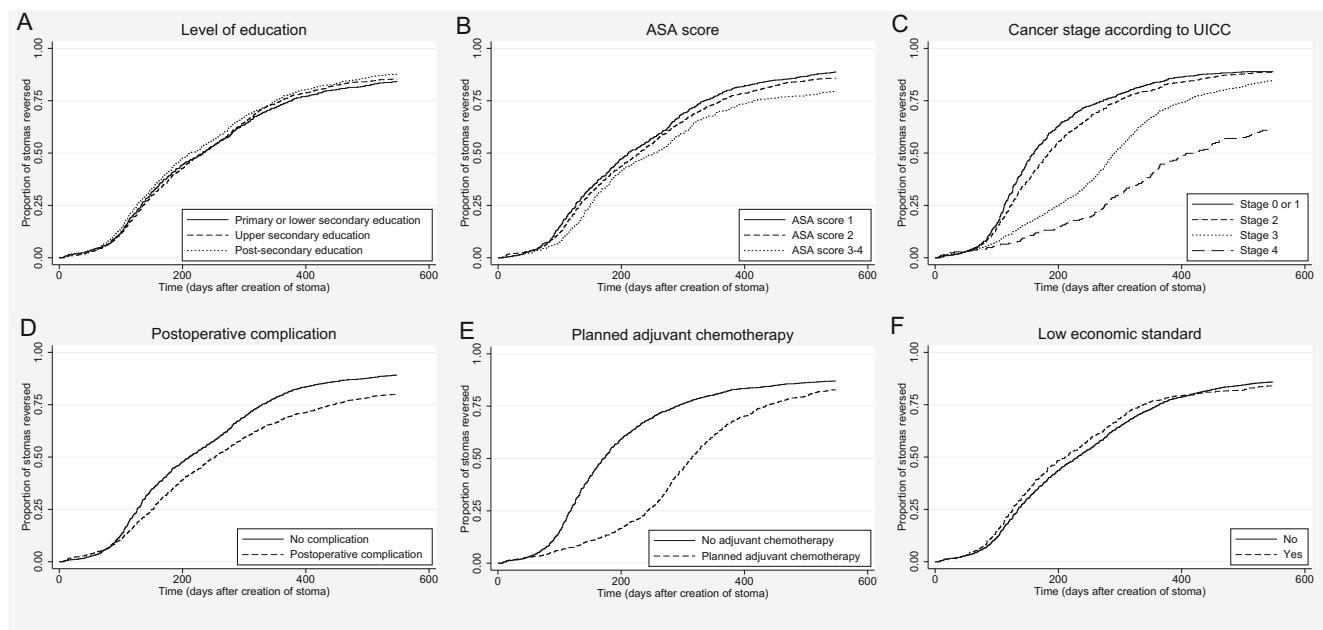 A
Level of education
Proportion of stomas reversed
1.00
0.75
0.50
0.25
0.00
Primary or lower secondary education
Upper secondary education
Post-secondary education
0 200 400 600
Time (days after creation of stoma)
B
ASA score
Proportion of stomas reversed
1.00
0.75
0.50
0.25
0.00
ASA score 1
ASA score 2
ASA score 3-4
0 200 400 600
Time (days after creation of stoma)
C
Cancer stage according to UICC
Proportion of stomas reversed
1.00
0.75
0.50
0.25
0.00
Stage 0 or 1
Stage 2
Stage 3
Stage 4
0 200 400 600
Time (days after creation of stoma)
D
Postoperative complication
Proportion of stomas reversed
1.00
0.75
0.50
0.25
0.00
No complication
Postoperative complication
0 200 400 600
Time (days after creation of stoma)
E
Planned adjuvant chemotherapy
Proportion of stomas reversed
1.00
0.75
0.50
0.25
0.00
No adjuvant chemotherapy
Planned adjuvant chemotherapy
0 200 400 600
Time (days after creation of stoma)
F
Low economic standard
Proportion of stomas reversed
1.00
0.75
0.50
0.25
0.00
No
Yes
0 200 400 600
Time (days after creation of stoma)